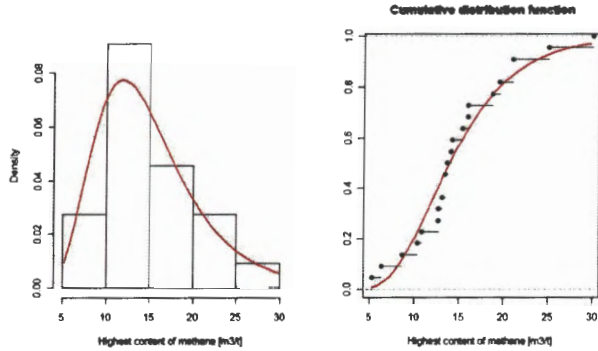 Cumulative distribution function
Density
0.00
0.02
0.04
0.06
0.08
5 10 15 20 25 30
Highest content of methane [m3/t]
0.0
0.2
0.4
0.6
0.8
1.0
5 10 15 20 25 30
Highest content of methane [m3/t]